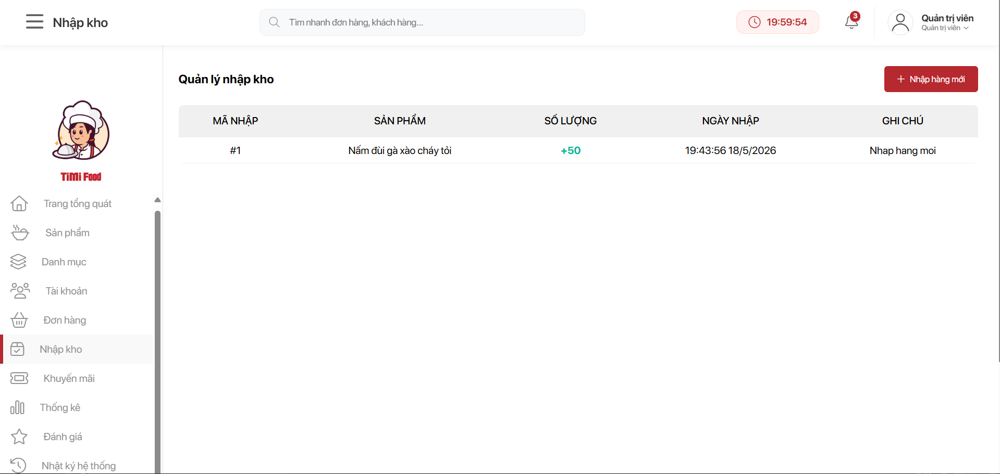 Nhập kho
Tìm nhanh đơn hàng, khách hàng...
19:59:54
3
Quản trị viên
Quản trị viên
TiMi Food
Trang tổng quát
Sản phẩm
Danh mục
Tài khoản
Đơn hàng
Nhập kho
Khuyến mãi
Thống kê
Đánh giá
Nhật ký hệ thống
Quản lý nhập kho
Nhập hàng mới
MÃ NHẬP SẢN PHẨM SỐ LƯỢNG NGÀY NHẬP GHI CHÚ
#1 Nấm đùi gà xào cháy tỏi +50 19:43:56 18/5/2026 Nhap hang moi